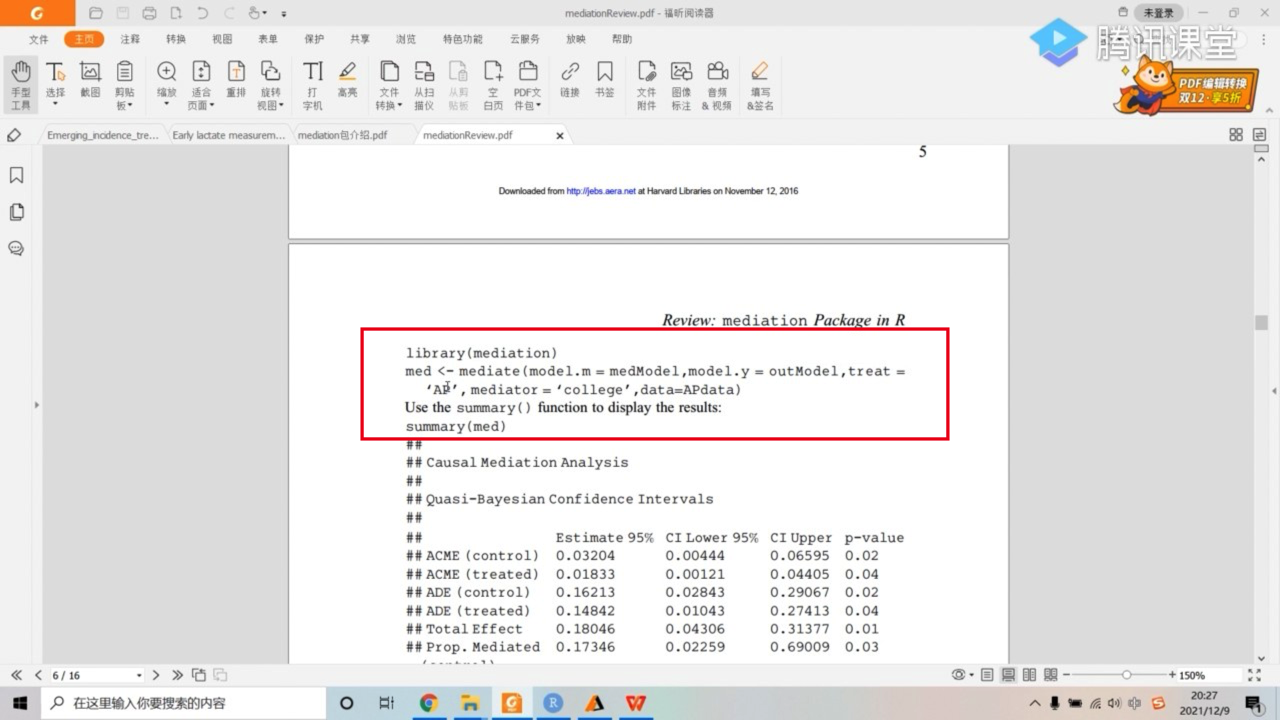 mediationReview.pdf - 福昕阅读器
未登录
文件 主页 注释 转换 视图 表单 保护 共享 浏览 特色功能 云服务 放映 帮助
腾讯课堂
手型工具 选择 截图 剪贴板 缩放 适合页面 重排 旋转视图 打字机 高亮 文件转换 从扫描仪 粘贴板 空白页 从文件包 链接 书签 文件附件 图像标注 音频&视频 填写&签名
PDF编辑转换
双12-享5折
Emerging_incidence_tre... Early lactate measurem... mediation包介绍.pdf mediationReview.pdf
5
Downloaded from http://jebs.aera.net at Harvard Libraries on November 12, 2016
Review: mediation Package in R
library(mediation)
med <- mediate(model.m = medModel,model.y = outModel,treat =
‘AP’, mediator = ‘college’,data=APdata)
Use the summary() function to display the results:
summary(med)
##
## Causal Mediation Analysis
##
## Quasi-Bayesian Confidence Intervals
##
## Estimate 95% CI Lower 95% CI Upper p-value
## ACME (control) 0.03204 0.00444 0.06595 0.02
## ACME (treated) 0.01833 0.00121 0.04405 0.04
## ADE (control) 0.16213 0.02843 0.29067 0.02
## ADE (treated) 0.14842 0.01043 0.27413 0.04
## Total Effect 0.18046 0.04306 0.31377 0.01
## Prop. Mediated 0.17346 0.02259 0.69009 0.03
(control)
6 / 16
150%
在这里输入你要搜索的内容
20:27
2021/12/9